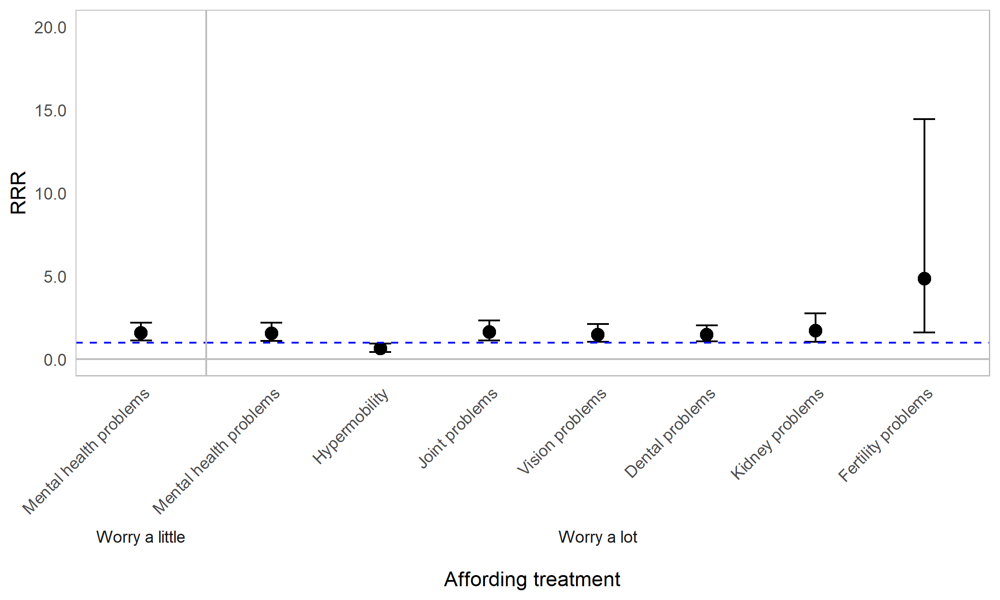 20.0
15.0
10.0
5.0
0.0
RRR
Mental health problems
Mental health problems
Hypermobility
Joint problems
Vision problems
Dental problems
Kidney problems
Fertility problems
Worry a little
Worry a lot
Affording treatment